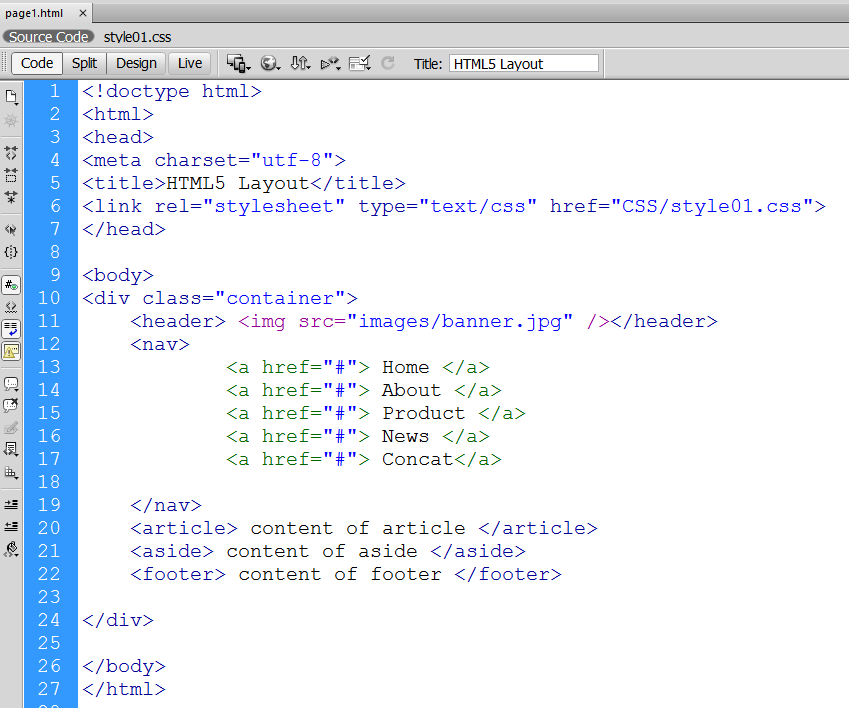 page1.html ×
Source Code style01.css
Code Split Design Live Title: HTML5 Layout
1 <!doctype html>
2 <html>
3 <head>
4 <meta charset="utf-8">
5 <title>HTML5 Layout</title>
6 <link rel="stylesheet" type="text/css" href="CSS/style01.css">
7 </head>
8
9 <body>
10 <div class="container">
11 <header> <img src="images/banner.jpg" /></header>
12 <nav>
13 <a href="#"> Home </a>
14 <a href="#"> About </a>
15 <a href="#"> Product </a>
16 <a href="#"> News </a>
17 <a href="#"> Concat</a>
18
19 </nav>
20 <article> content of article </article>
21 <aside> content of aside </aside>
22 <footer> content of footer </footer>
23
24 </div>
25
26 </body>
27 </html>